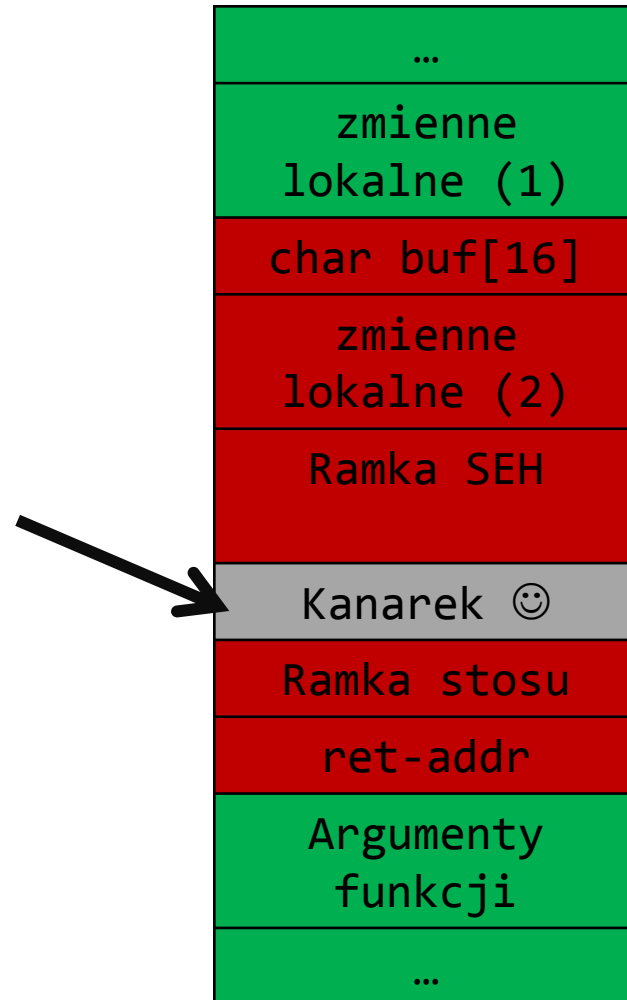 …
zmienne
lokalne (1)
char buf[16]
zmienne
lokalne (2)
Ramka SEH
Kanarek ☺
Ramka stosu
ret-addr
Argumenty
funkcji
…